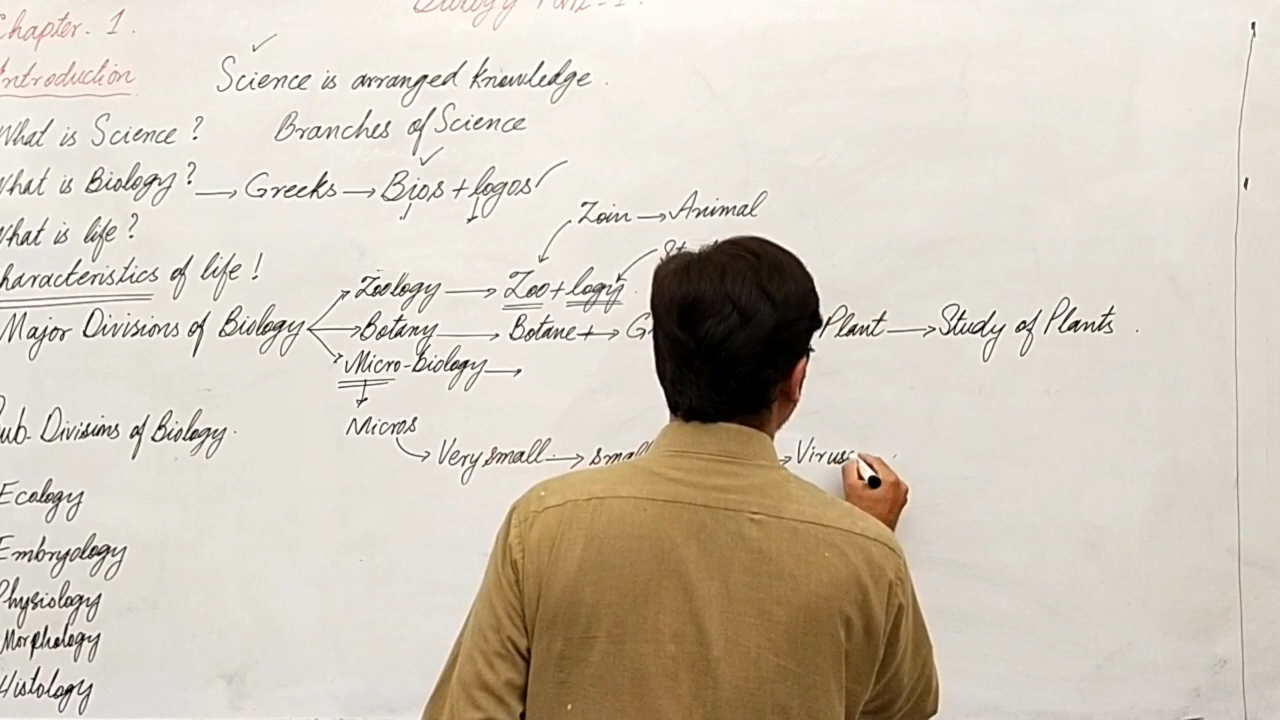 Chapter. 1.
Introduction
Science is arranged knowledge.
What is Science?
Branches of Science
What is Biology? → Greeks → Bios + logos
Zoin → Animal
What is life?
Characteristics of life!
Zoology → Zoo + logy
Major Divisions of Biology → Botany → Botane + → Plant → Study of Plants.
Micro-biology →
Micros
Sub-Divisions of Biology.
Very small → small → Virus
Ecology
Embryology
Physiology
Morphology
Histology